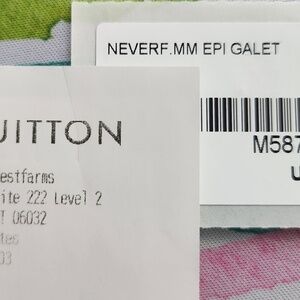 NEVERF.MM EPI GALET
M587
UITTON
estfarms
ite 222 Level 2
T 06032
tes
03